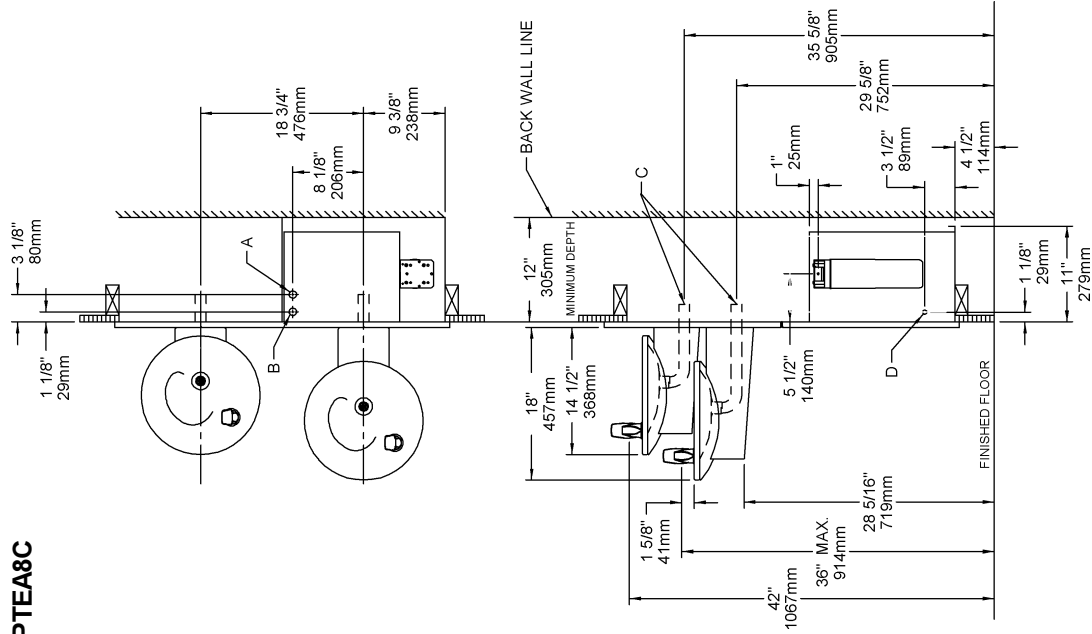 PTEA8C
3 1/8"
80mm
1 1/8"
29mm
A
B
18 3/4"
476mm
8 1/8"
206mm
9 3/8"
238mm
BACK WALL LINE
12"
305mm
MINIMUM DEPTH
C
35 5/8"
905mm
29 5/8"
752mm
1"
25mm
3 1/2"
89mm
4 1/2"
114mm
1 1/8"
29mm
11"
279mm
18"
457mm
14 1/2"
368mm
5 1/2"
140mm
D
FINISHED FLOOR
1 5/8"
41mm
28 5/16"
719mm
36" MAX.
914mm
42"
1067mm